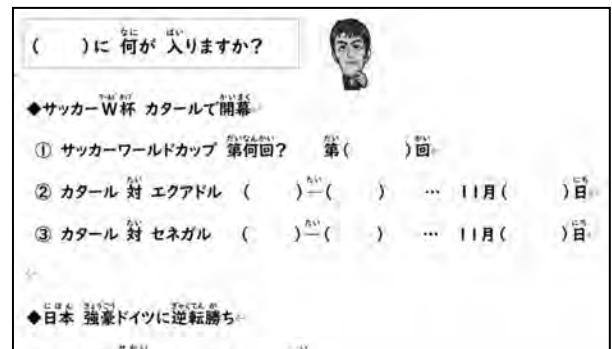 (　　)に 何が 入りますか?
◆サッカーW杯 カタールで開幕
① サッカーワールドカップ 第何回?　第(　　)回
② カタール 対 エクアドル (　　)ー(　　) … 11月(　　)日
③ カタール 対 セネガル (　　)ー(　　) … 11月(　　)日
◆日本 強豪ドイツに逆転勝ち